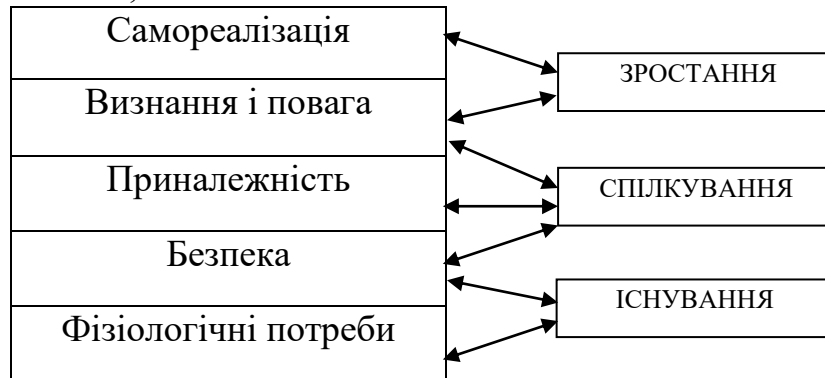 Самореалізація
Визнання і повага
Приналежність
Безпека
Фізіологічні потреби
ЗРОСТАННЯ
СПІЛКУВАННЯ
ІСНУВАННЯ